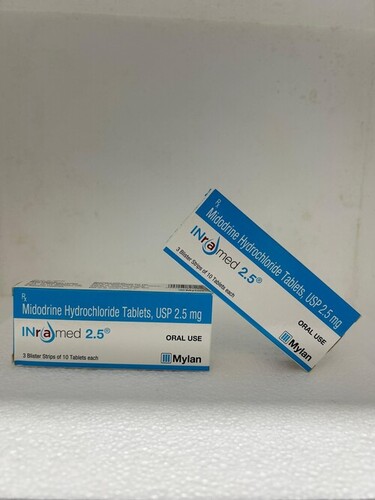 Rx
Midodrine Hydrochloride Tablets, USP 2.5 mg
INramed 2.5®
ORAL USE
3 Blister Strips of 10 Tablets each
Mylan
Rx
Midodrine Hydrochloride Tablets, USP 2.5 mg
INramed 2.5®
3 Blister Strips of 10 Tablets each
ORAL USE
Mylan